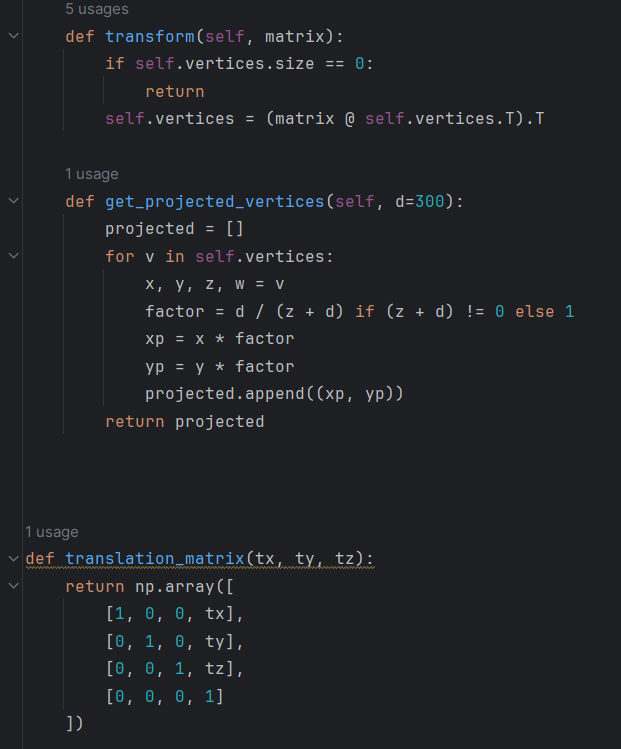 5 usages
def transform(self, matrix):
    if self.vertices.size == 0:
        return
    self.vertices = (matrix @ self.vertices.T).T
1 usage
def get_projected_vertices(self, d=300):
    projected = []
    for v in self.vertices:
        x, y, z, w = v
        factor = d / (z + d) if (z + d) != 0 else 1
        xp = x * factor
        yp = y * factor
        projected.append((xp, yp))
    return projected
1 usage
def translation_matrix(tx, ty, tz):
    return np.array([
        [1, 0, 0, tx],
        [0, 1, 0, ty],
        [0, 0, 1, tz],
        [0, 0, 0, 1]
    ])